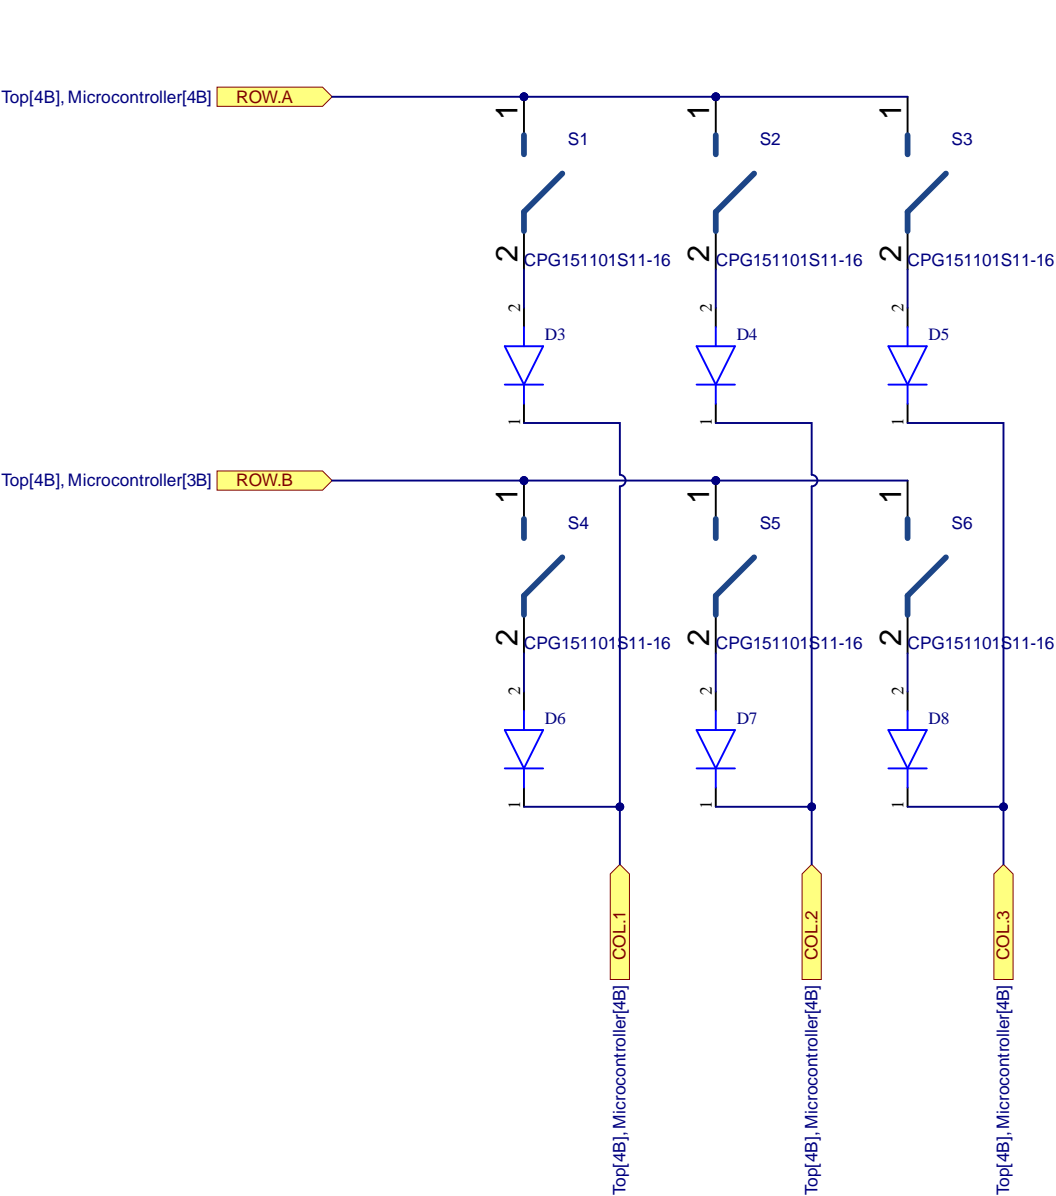 Top[4B], Microcontroller[4B] ROW.A
1 1 1
S1 S2 S3
2 2 2
CPG151101S11-16 CPG151101S11-16 CPG151101S11-16
2 2 2
D3 D4 D5
1 1 1
Top[4B], Microcontroller[3B] ROW.B
1 1 1
S4 S5 S6
2 2 2
CPG151101S11-16 CPG151101S11-16 CPG151101S11-16
2 2 2
D6 D7 D8
1 1 1
COL.1 COL.2 COL.3
Top[4B], Microcontroller[4B]
Top[4B], Microcontroller[4B]
Top[4B], Microcontroller[4B]